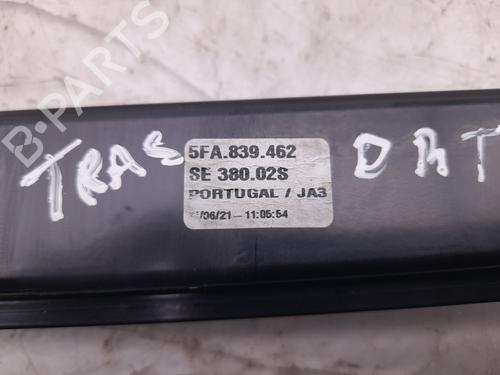 B-PARTS
TRAS
DRT
5FA.839.462
SE 380.02S
PORTUGAL / JA3
/06/21-11:05:54